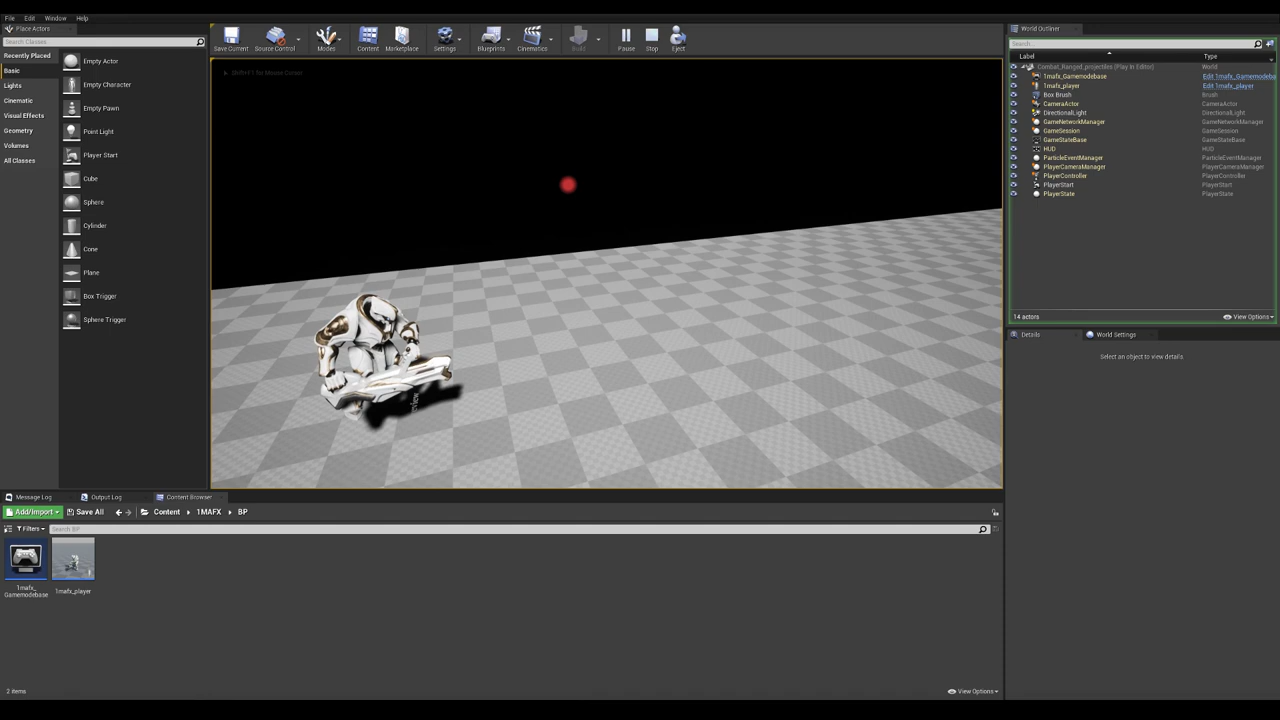 File Edit Window Help
Place Actors
Search Classes
Recently Placed
Basic
Lights
Cinematic
Visual Effects
Geometry
Volumes
All Classes
Empty Actor
Empty Character
Empty Pawn
Point Light
Player Start
Cube
Sphere
Cylinder
Cone
Plane
Box Trigger
Sphere Trigger
Save Current Source Control Modes Content Marketplace Settings Blueprints Cinematics Build Pause Stop Eject
Shift+F1 for Mouse Cursor
World Outliner
Search...
Label Type
Combat_Ranged_projectiles (Play In Editor) World
1mafx_Gamemodebase Edit 1mafx_Gamemodeba
1mafx_player Edit 1mafx_player
Box Brush Brush
CameraActor CameraActor
DirectionalLight DirectionalLight
GameNetworkManager GameNetworkManager
GameSession GameSession
GameStateBase GameStateBase
HUD HUD
ParticleEventManager ParticleEventManager
PlayerCameraManager PlayerCameraManager
PlayerController PlayerController
PlayerStart PlayerStart
PlayerState PlayerState
14 actors View Options
Details World Settings
Select an object to view details.
Message Log Output Log Content Browser
Add/Import Save All Content 1MAFX BP
Filters Search BP
1mafx_
Gamemodebase
1mafx_player
2 items View Options